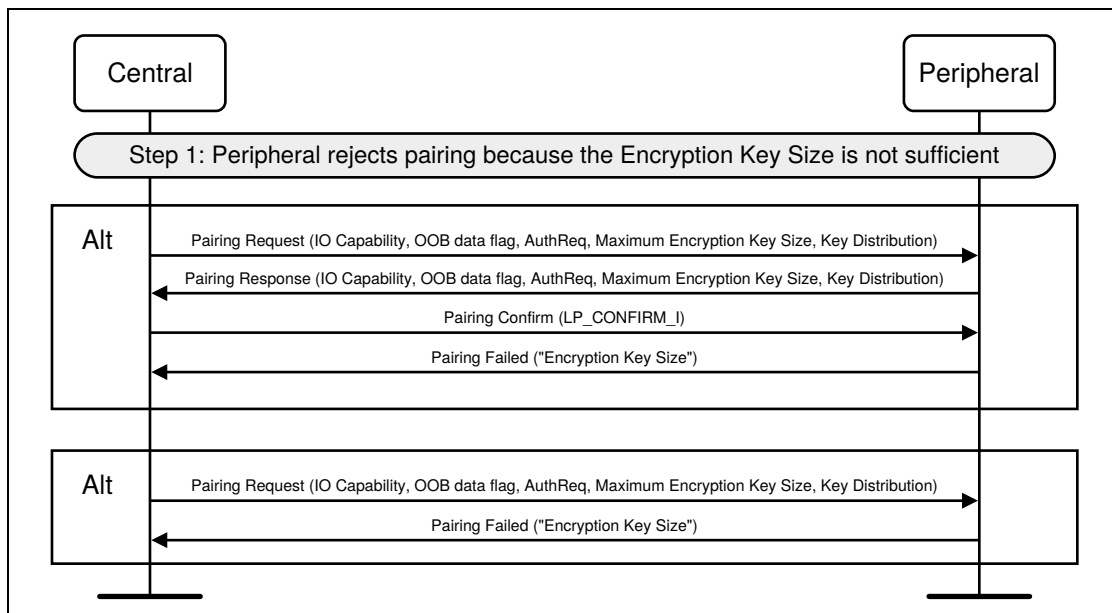 Central
Peripheral
Step 1: Peripheral rejects pairing because the Encryption Key Size is not sufficient
Alt
Pairing Request (IO Capability, OOB data flag, AuthReq, Maximum Encryption Key Size, Key Distribution)
Pairing Response (IO Capability, OOB data flag, AuthReq, Maximum Encryption Key Size, Key Distribution)
Pairing Confirm (LP_CONFIRM_I)
Pairing Failed ("Encryption Key Size")
Alt
Pairing Request (IO Capability, OOB data flag, AuthReq, Maximum Encryption Key Size, Key Distribution)
Pairing Failed ("Encryption Key Size")